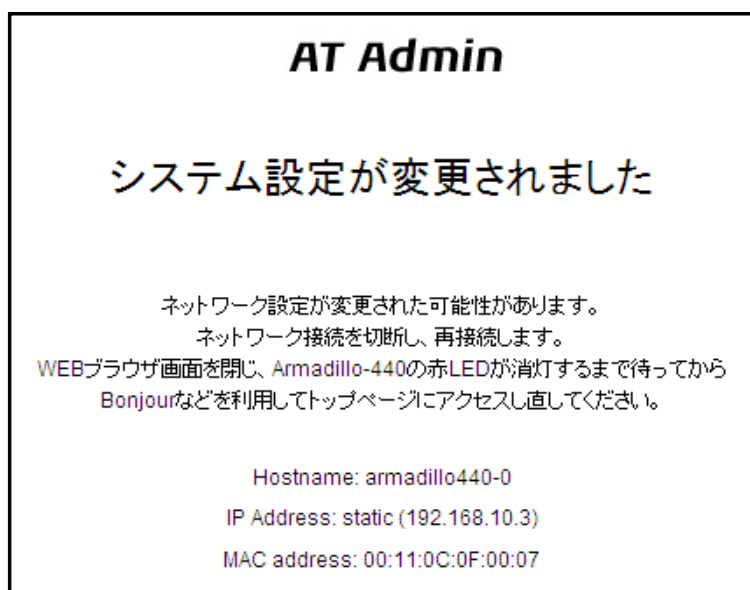 AT Admin
システム設定が変更されました
ネットワーク設定が変更された可能性があります。
ネットワーク接続を切断し、再接続します。
WEBブラウザ画面を閉じ、Armadillo-440の赤LEDが消灯するまで待ってから
Bonjourなどを利用してトップページにアクセスし直してください。
Hostname: armadillo440-0
IP Address: static (192.168.10.3)
MAC address: 00:11:0C:0F:00:07